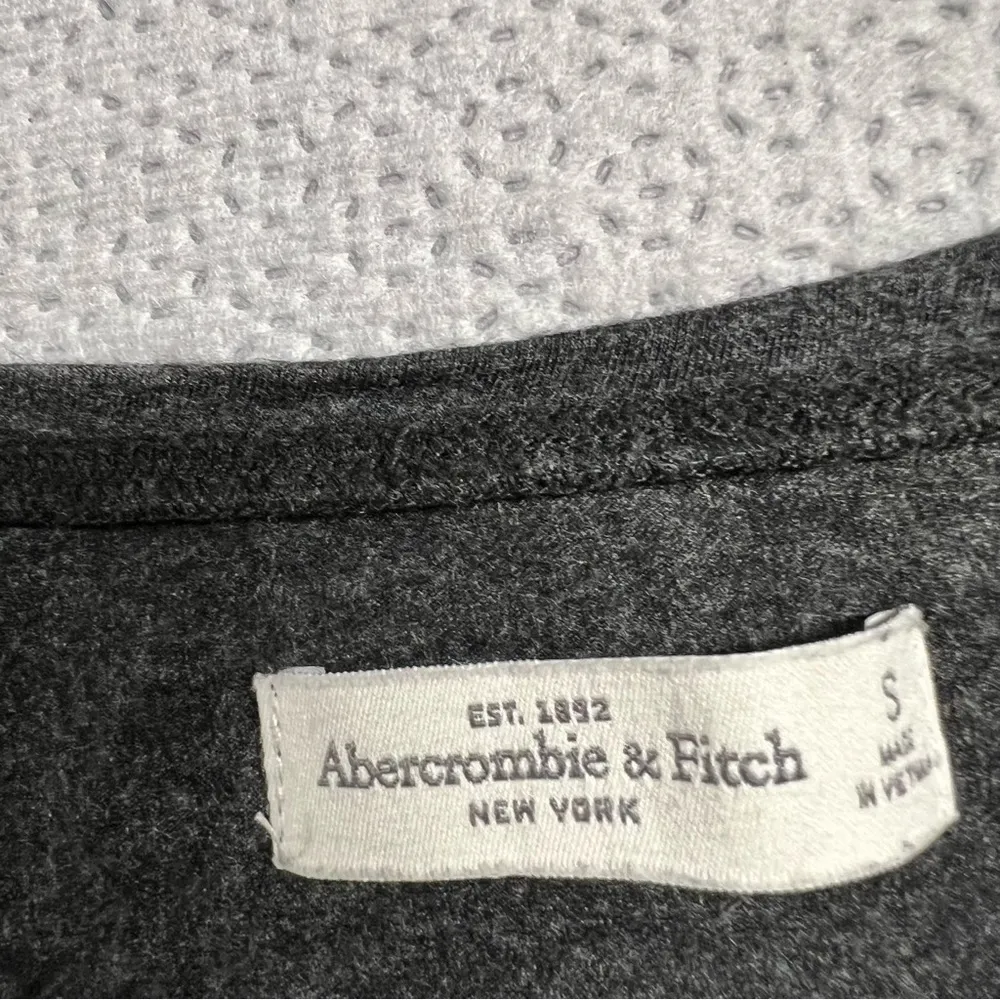 EST. 1892
Abercrombie & Fitch
NEW YORK
S
MADE
IN VIETNAM